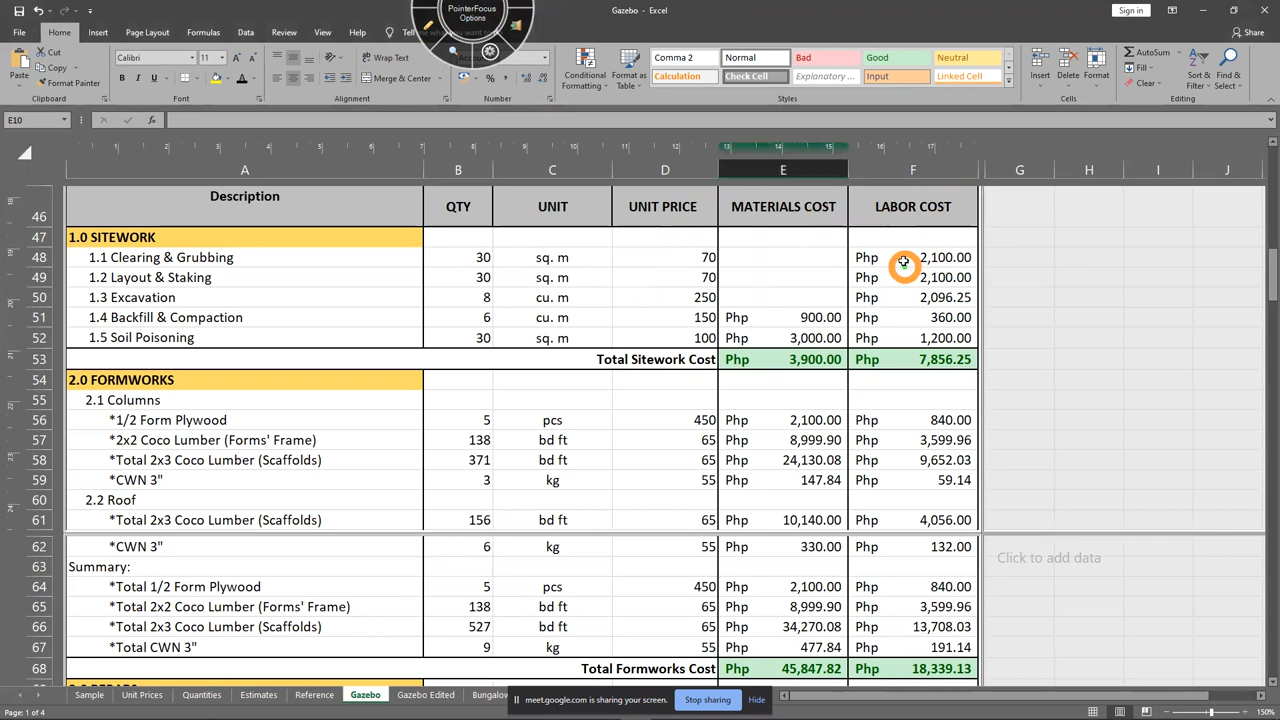 PointerFocus
Options
Gazebo - Excel
Sign in
File Home Insert Page Layout Formulas Data Review View Help Share
Cut
Copy
Format Painter
Paste
Clipboard
Calibri 11
B I U
Font
Wrap Text
Merge & Center
Alignment
Number
Conditional Formatting
Format as Table
Comma 2 Normal Bad Good Neutral
Calculation Check Cell Explanatory ... Input Linked Cell
Styles
Insert Delete Format
Cells
AutoSum
Fill
Clear
Sort & Filter
Find & Select
Editing
E10 fx
1 2 3 4 5 6 7 8 9 10 11 12 13 14 15 16 17
A B C D E F G H I J
46 Description QTY UNIT UNIT PRICE MATERIALS COST LABOR COST
47 1.0 SITEWORK
48 1.1 Clearing & Grubbing 30 sq. m 70 Php 2,100.00
49 1.2 Layout & Staking 30 sq. m 70 Php 2,100.00
50 1.3 Excavation 8 cu. m 250 Php 2,096.25
51 1.4 Backfill & Compaction 6 cu. m 150 Php 900.00 Php 360.00
52 1.5 Soil Poisoning 30 sq. m 100 Php 3,000.00 Php 1,200.00
53 Total Sitework Cost Php 3,900.00 Php 7,856.25
54 2.0 FORMWORKS
55 2.1 Columns
56 *1/2 Form Plywood 5 pcs 450 Php 2,100.00 Php 840.00
57 *2x2 Coco Lumber (Forms' Frame) 138 bd ft 65 Php 8,999.90 Php 3,599.96
58 *Total 2x3 Coco Lumber (Scaffolds) 371 bd ft 65 Php 24,130.08 Php 9,652.03
59 *CWN 3" 3 kg 55 Php 147.84 Php 59.14
60 2.2 Roof
61 *Total 2x3 Coco Lumber (Scaffolds) 156 bd ft 65 Php 10,140.00 Php 4,056.00
62 *CWN 3" 6 kg 55 Php 330.00 Php 132.00
Click to add data
63 Summary:
64 *Total 1/2 Form Plywood 5 pcs 450 Php 2,100.00 Php 840.00
65 *Total 2x2 Coco Lumber (Forms' Frame) 138 bd ft 65 Php 8,999.90 Php 3,599.96
66 *Total 2x3 Coco Lumber (Scaffolds) 527 bd ft 65 Php 34,270.08 Php 13,708.03
67 *Total CWN 3" 9 kg 55 Php 477.84 Php 191.14
68 Total Formworks Cost Php 45,847.82 Php 18,339.13
Sample Unit Prices Quantities Estimates Reference Gazebo Gazebo Edited
meet.google.com is sharing your screen. Stop sharing Hide
Page 1 of 4
150%